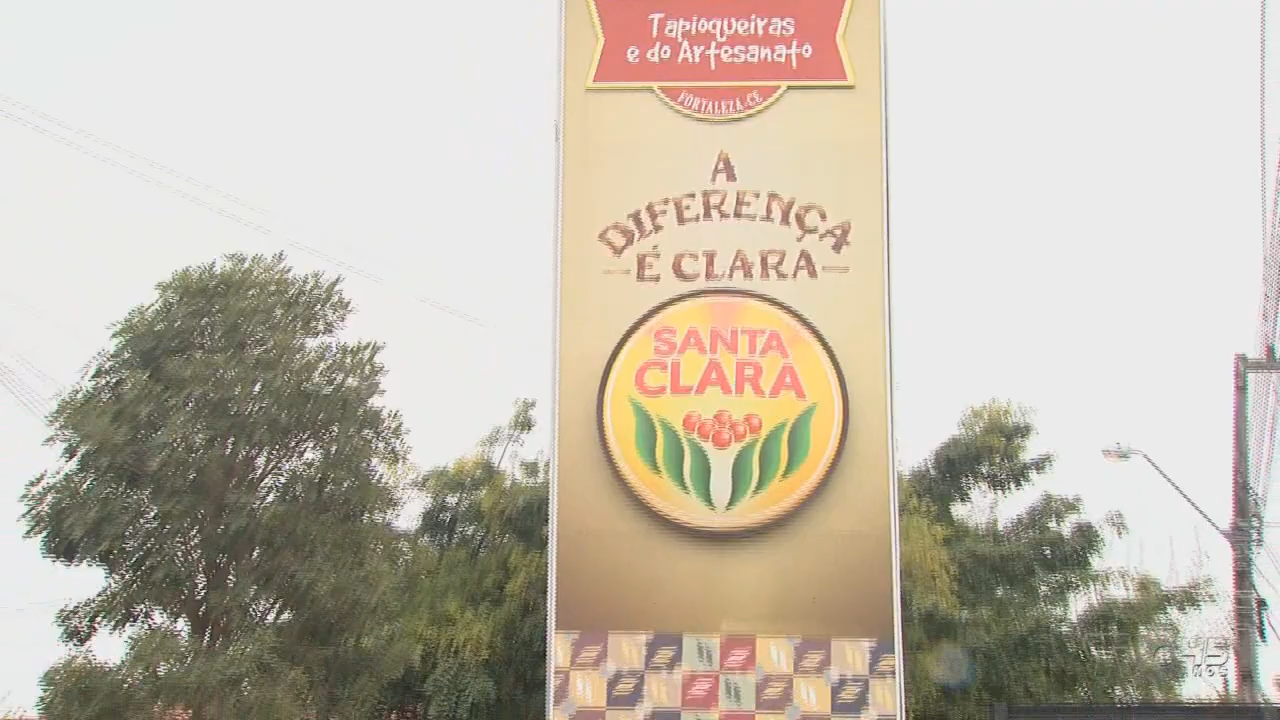 Tapioqueiras
e do Artesanato
FORTALEZA-CE
A
DIFERENÇA
É CLARA
SANTA
CLARA